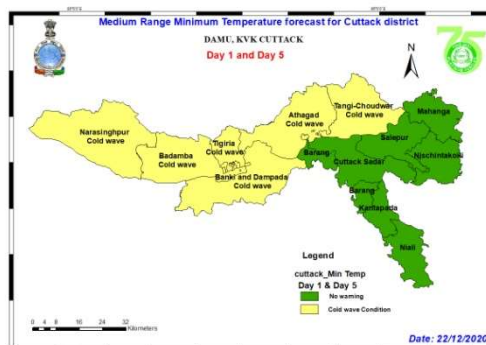 Medium Range Minimum Temperature forecast for Cuttack district
DAMU, KVK CUTTACK
Day 1 and Day 5
N
75
Tangi-Choudwar
Cold wave
Mahanga
Athagad
Cold wave
Narasinghpur
Cold wave
Tigiria
Cold wave
Salepur
Badamba
Cold wave
Barang
Cuttack Sadar
Nischintakoili
Banki and Dampada
Cold wave
Barang
Kantapada
Niali
Legend
cuttack_Min Temp
Day 1 & Day 5
No warning
Cold wave Condition
0 4 8 16 24 32
Kilometers
Date: 22/12/2020